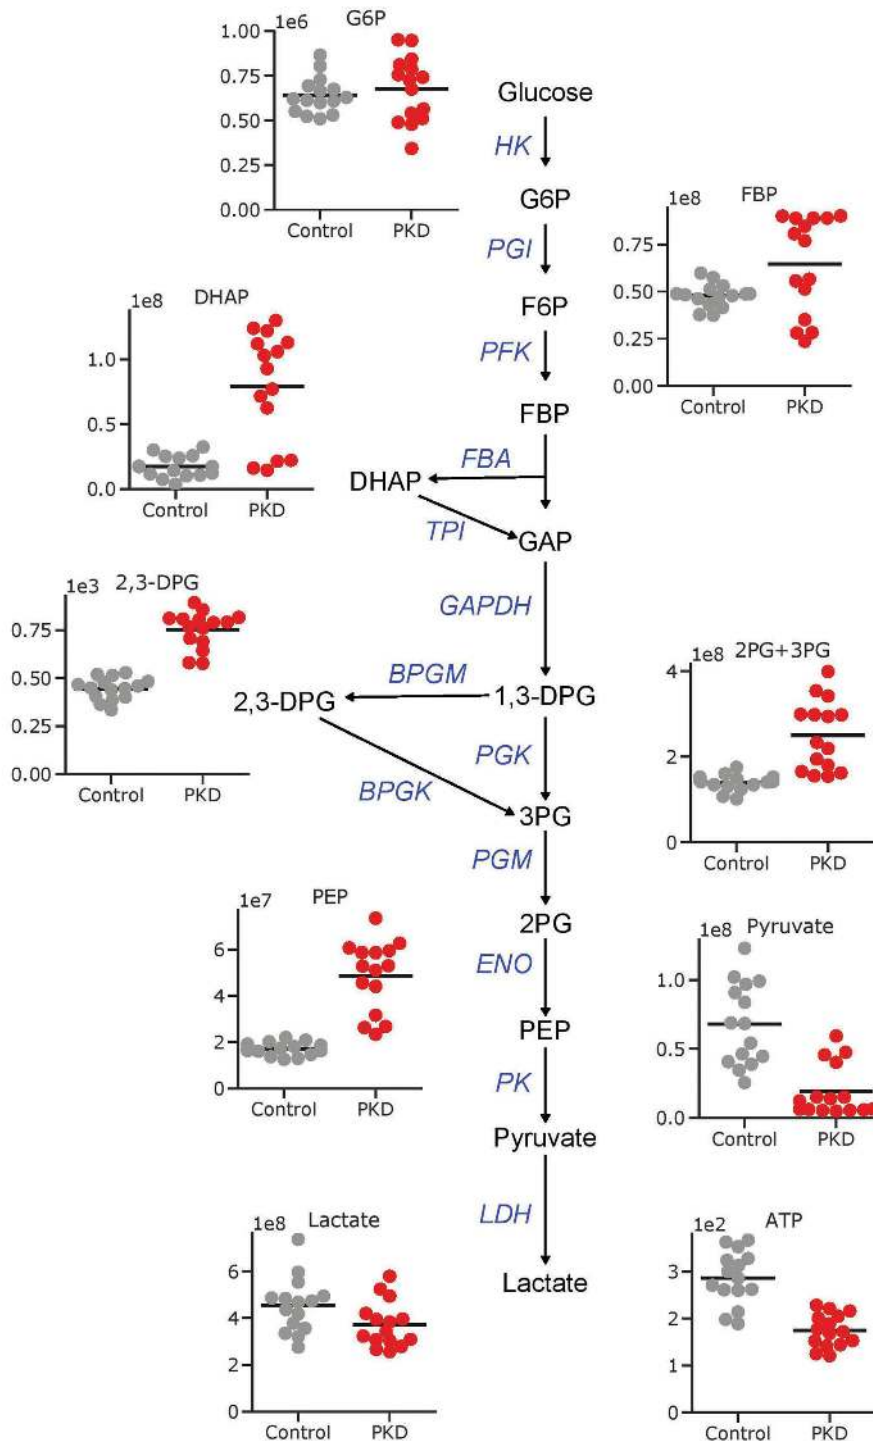 1e6 G6P
1.00
0.75
0.50
0.25
0.00
Control PKD
Glucose
HK
G6P
PGI
F6P
PFK
FBP
FBA
DHAP
TPI
GAP
GAPDH
BPGM
2,3-DPG
1,3-DPG
PGK
BPGK
3PG
PGM
2PG
ENO
PEP
PK
Pyruvate
LDH
Lactate
1e8 FBP
0.75
0.50
0.25
0.00
Control PKD
1e8 DHAP
1.0
0.5
0.0
Control PKD
1e3 2,3-DPG
0.75
0.50
0.25
0.00
Control PKD
1e8 2PG+3PG
4
2
0
Control PKD
1e7 PEP
6
4
2
0
Control PKD
1e8 Pyruvate
1.0
0.5
0.0
Control PKD
1e8 Lactate
6
4
2
0
Control PKD
1e2 ATP
3
2
1
0
Control PKD